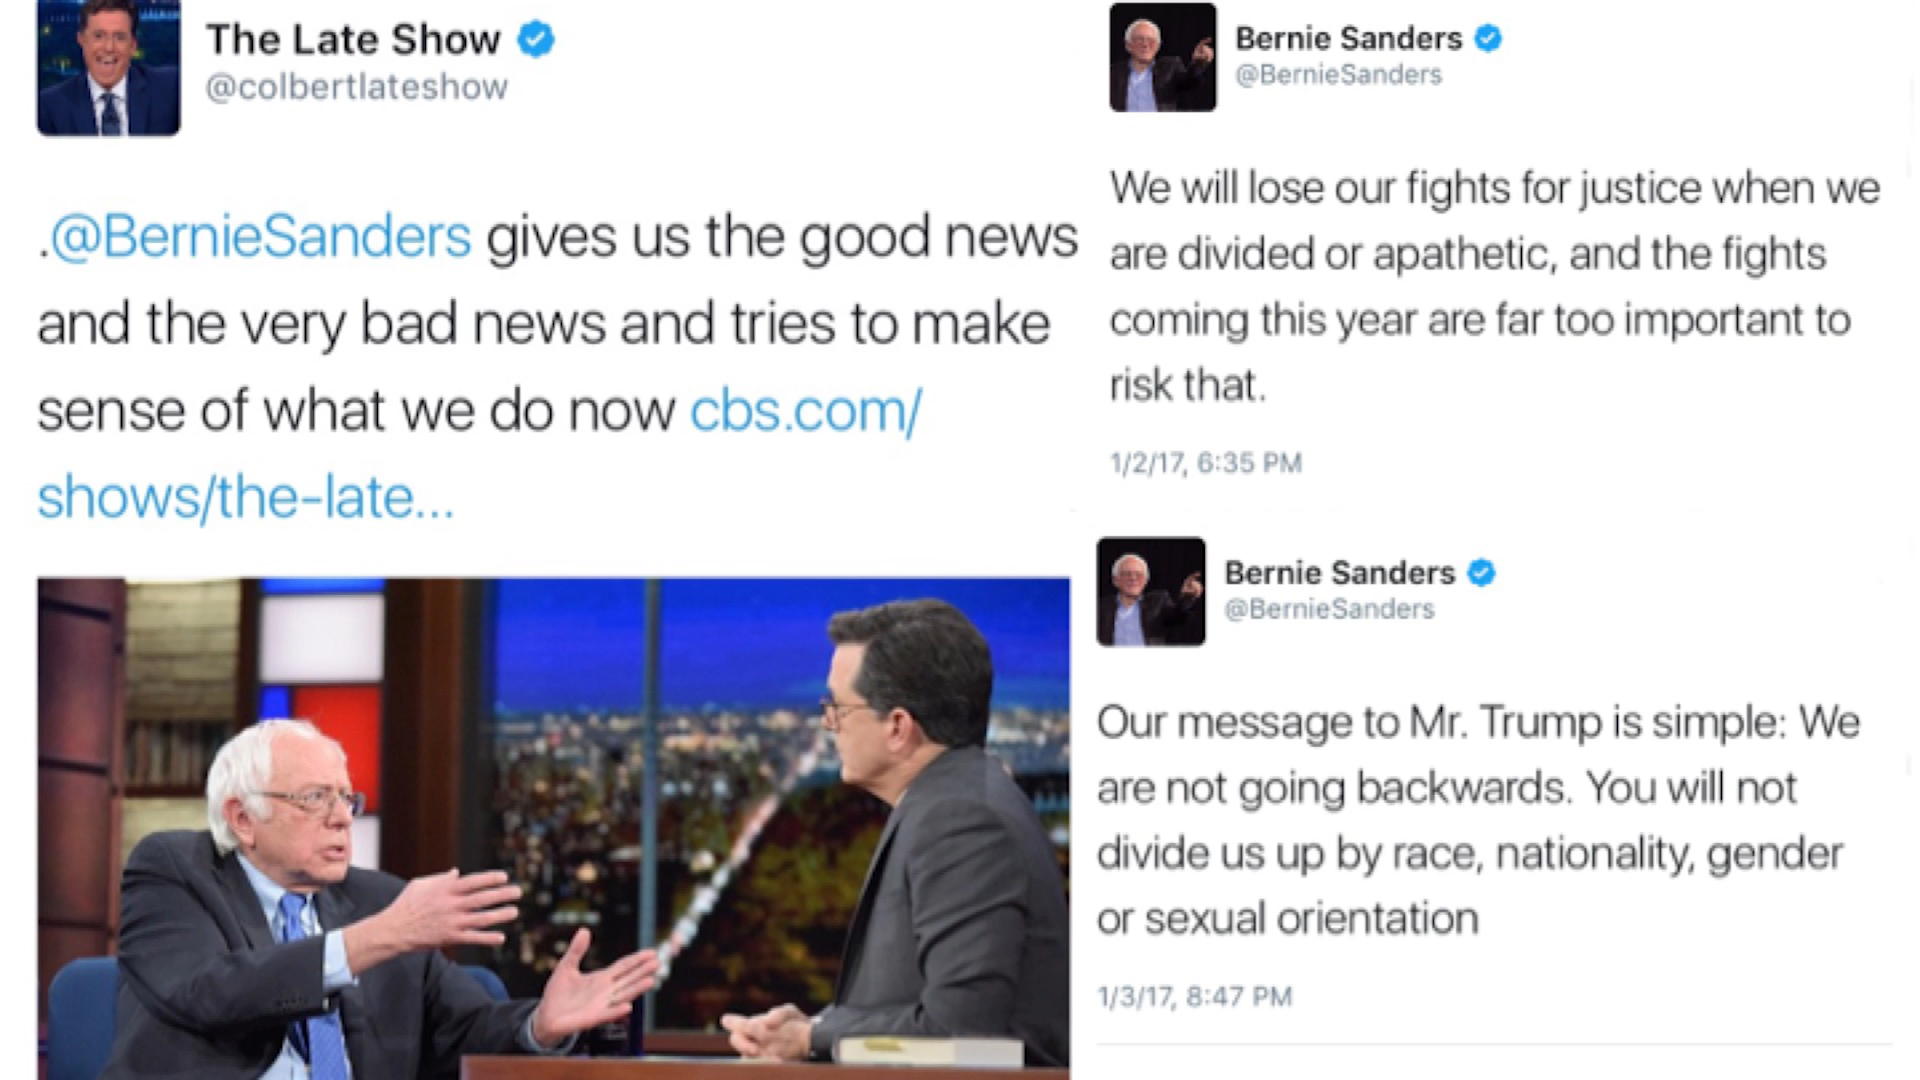 The Late Show
@colbertlateshow
.@BernieSanders gives us the good news
and the very bad news and tries to make
sense of what we do now cbs.com/
shows/the-late...
Bernie Sanders
@BernieSanders
We will lose our fights for justice when we
are divided or apathetic, and the fights
coming this year are far too important to
risk that.
1/2/17, 6:35 PM
Bernie Sanders
@BernieSanders
Our message to Mr. Trump is simple: We
are not going backwards. You will not
divide us up by race, nationality, gender
or sexual orientation
1/3/17, 8:47 PM